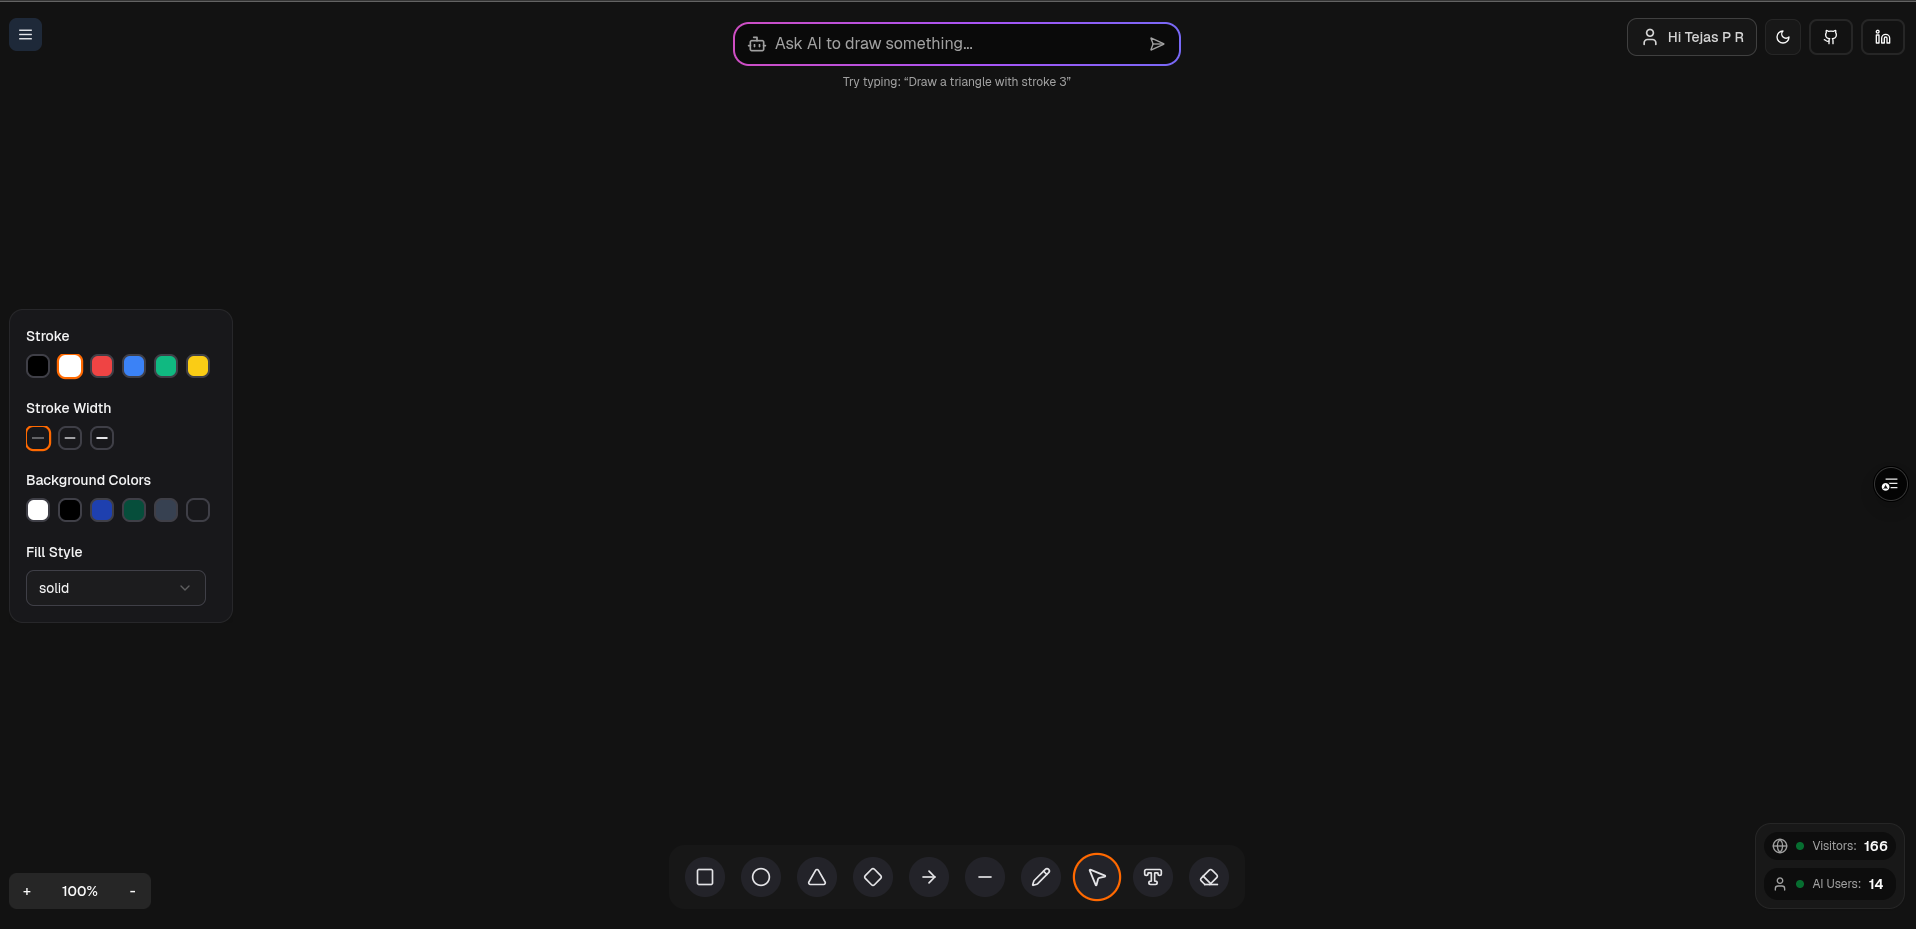 Ask AI to draw something...
Try typing: “Draw a triangle with stroke 3”
Hi Tejas P R
Stroke
Stroke Width
Background Colors
Fill Style
solid
+ 100% -
Visitors: 166
AI Users: 14